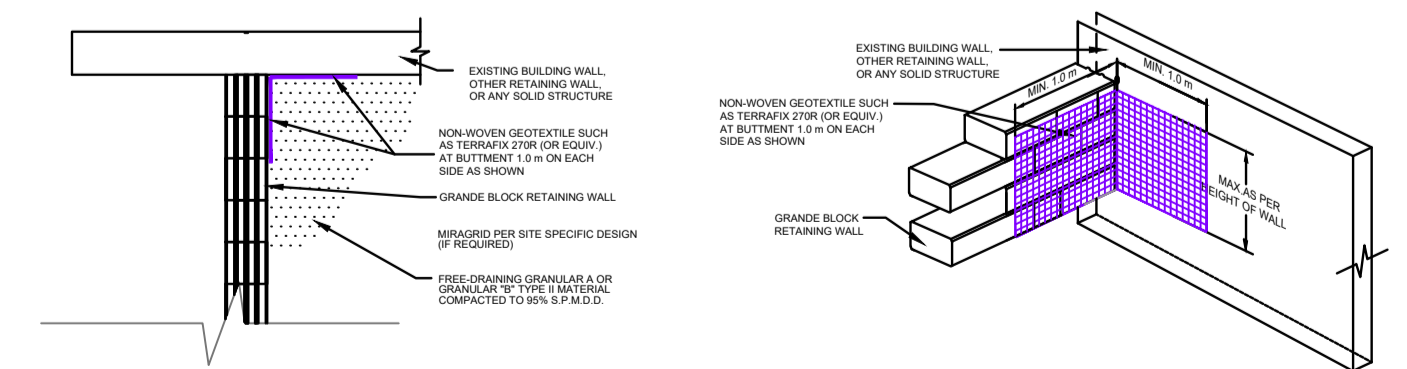 EXISTING BUILDING WALL,
OTHER RETAINING WALL,
OR ANY SOLID STRUCTURE
NON-WOVEN GEOTEXTILE SUCH
AS TERRAFIX 270R (OR EQUIV.)
AT BUTTMENT 1.0 m ON EACH
SIDE AS SHOWN
GRANDE BLOCK RETAINING WALL
MIRAGRID PER SITE SPECIFIC DESIGN
(IF REQUIRED)
FREE-DRAINING GRANULAR A OR
GRANULAR "B" TYPE II MATERIAL
COMPACTED TO 95% S.P.M.D.D.
EXISTING BUILDING WALL,
OTHER RETAINING WALL,
OR ANY SOLID STRUCTURE
MIN. 1.0 m
MIN. 1.0 m
NON-WOVEN GEOTEXTILE SUCH
AS TERRAFIX 270R (OR EQUIV.)
AT BUTTMENT 1.0 m ON EACH
SIDE AS SHOWN
MAX.AS PER
HEIGHT OF WALL
GRANDE BLOCK
RETAINING WALL